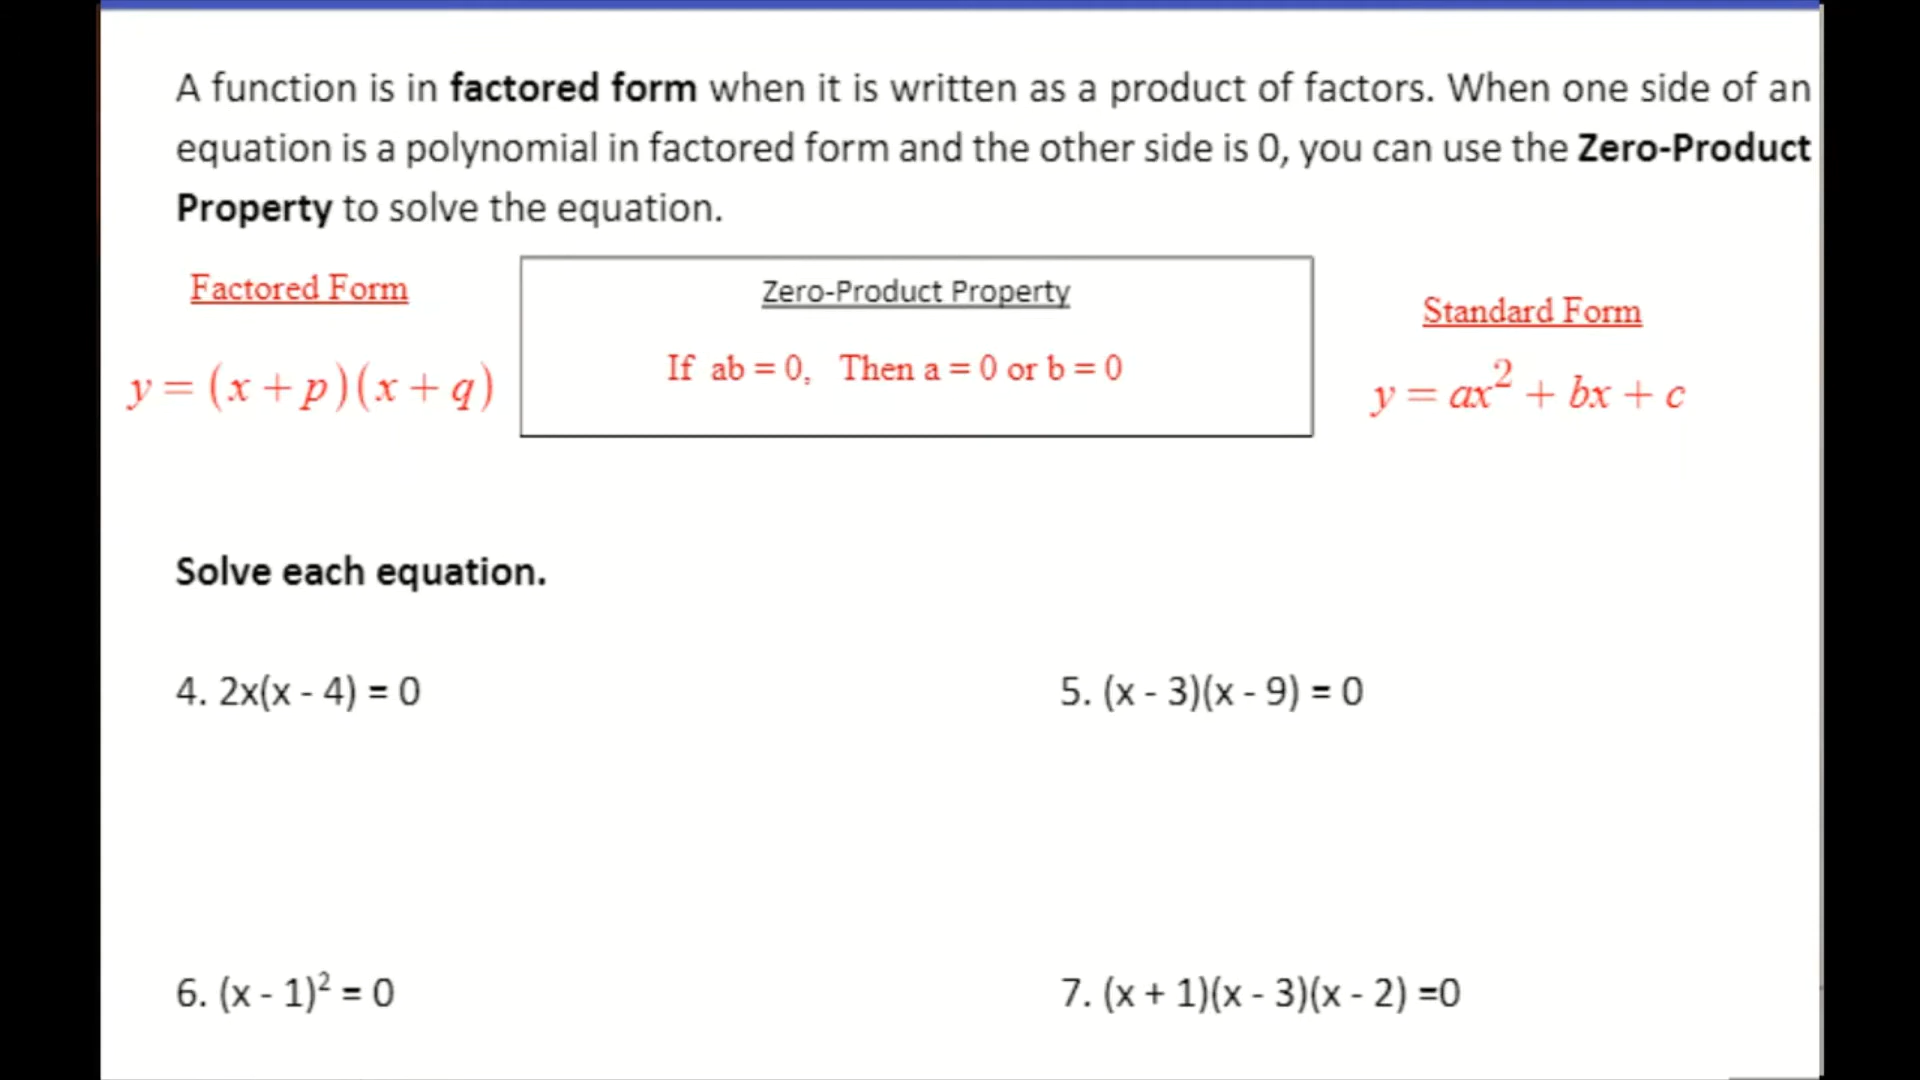 A function is in factored form when it is written as a product of factors. When one side of an
equation is a polynomial in factored form and the other side is 0, you can use the Zero-Product
Property to solve the equation.
Factored Form
y = (x + p)(x + q)
Zero-Product Property
If ab = 0, Then a = 0 or b = 0
Standard Form
y = ax² + bx + c
Solve each equation.
4. 2x(x - 4) = 0
5. (x - 3)(x - 9) = 0
6. (x - 1)² = 0
7. (x + 1)(x - 3)(x - 2) =0